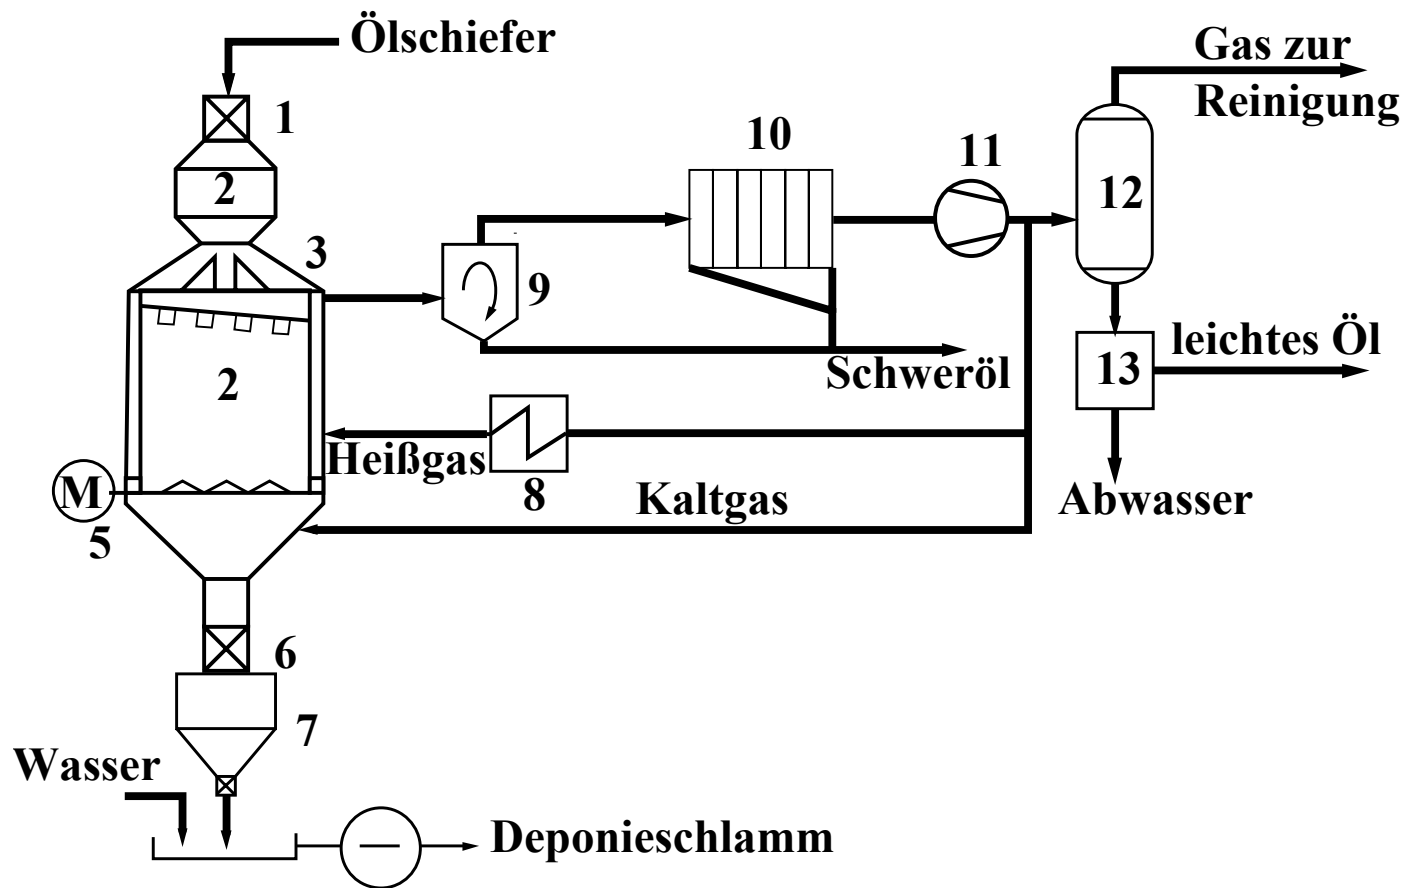 Ölschiefer
Gas zur
Reinigung
1
10
11
2
12
3
9
leichtes Öl
13
Schweröl
2
Heißgas
8
Kaltgas
M
Abwasser
5
6
7
Wasser
Deponieschlamm